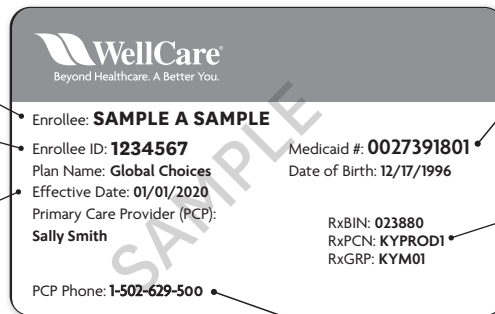 WellCare®
Beyond Healthcare. A Better You.
Enrollee: SAMPLE A SAMPLE
Enrollee ID: 1234567
Medicaid #: 0027391801
Plan Name: Global Choices
Date of Birth: 12/17/1996
Effective Date: 01/01/2020
Primary Care Provider (PCP):
Sally Smith
RxBIN: 023880
RxPCN: KYPROD1
RxGRP: KYM01
PCP Phone: 1-502-629-500
SAMPLE